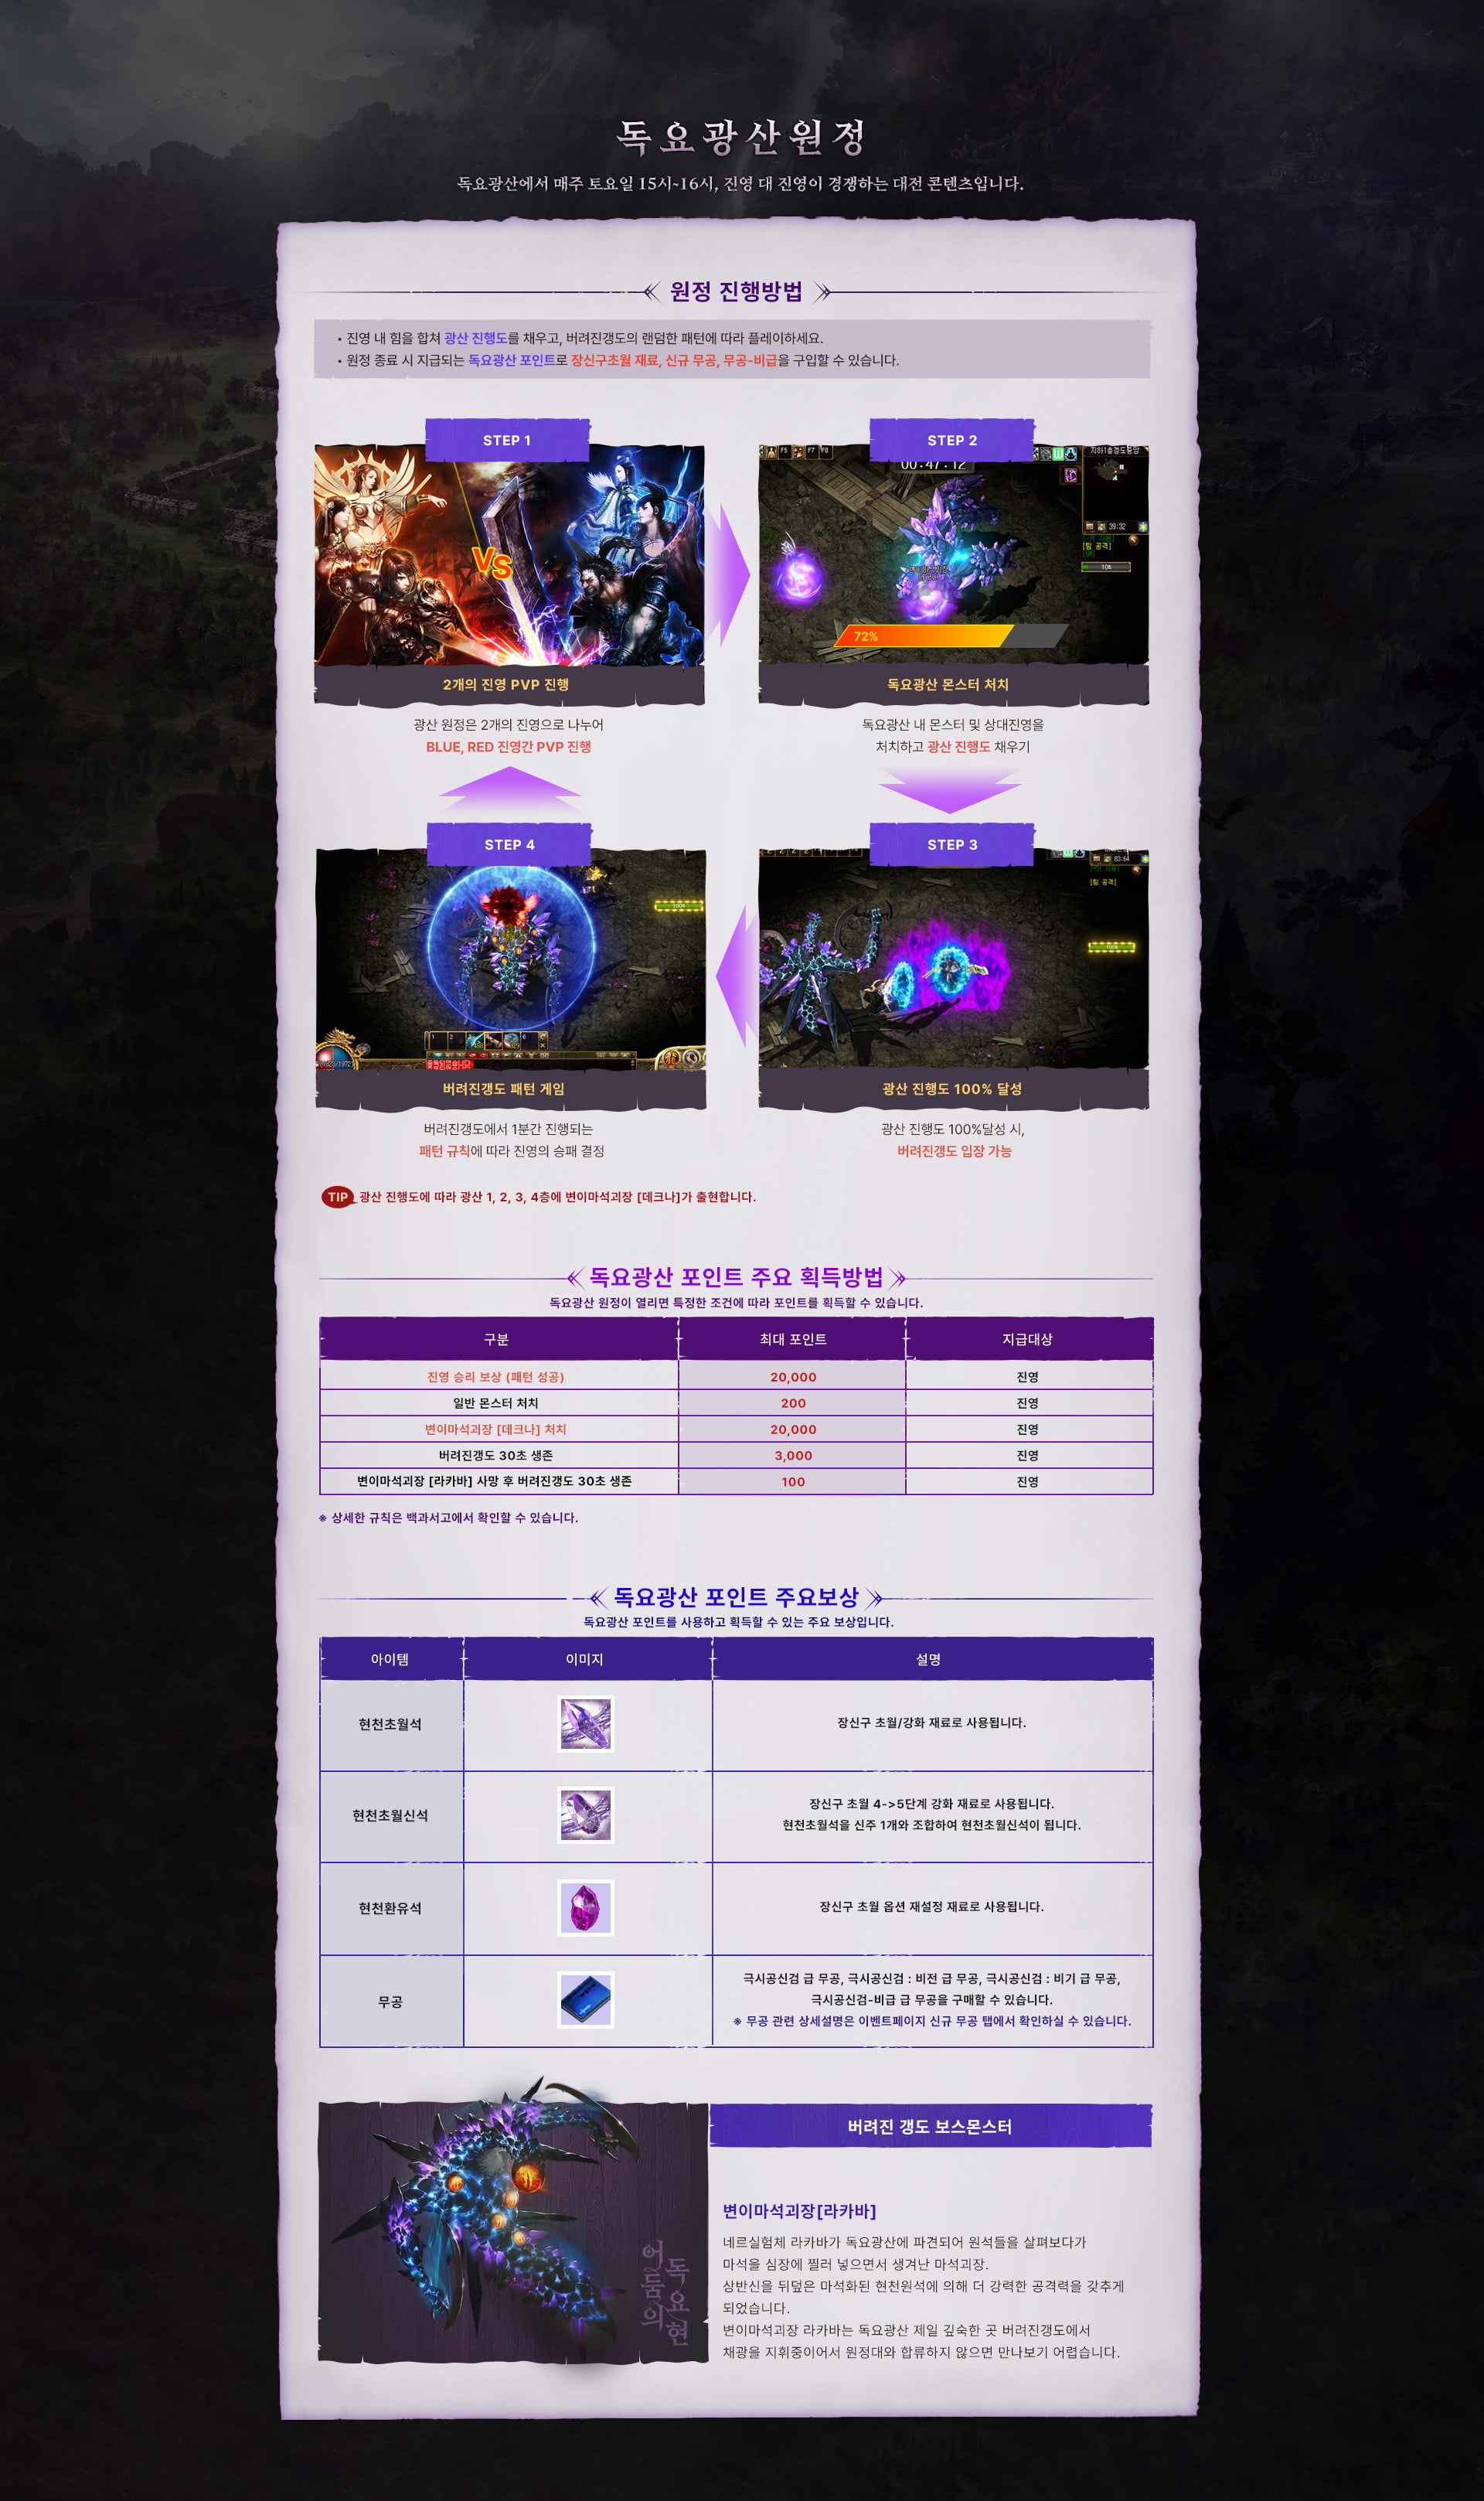 독요광산원정
독요광산에서 매주 토요일 15시~16시, 진영 대 진영이 경쟁하는 대전 콘텐츠입니다.
원정 진행방법
• 진영 내 힘을 합쳐 광산 진행도를 채우고, 버려진갱도의 랜덤한 패턴에 따라 플레이하세요.
• 원정 종료 시 지급되는 독요광산 포인트로 장신구초월 재료, 신규 무공, 무공-비급을 구입할 수 있습니다.
STEP 1
VS
2개의 진영 PVP 진행
광산 원정은 2개의 진영으로 나누어
BLUE, RED 진영간 PVP 진행
STEP 2
F5 F7 F8
00:47:12
39:32
[팀 공격]
10%
72%
독요광산 몬스터 처치
독요광산 내 몬스터 및 상대진영을
처치하고 광산 진행도 채우기
STEP 4
100%
1 2 6
버려진갱도 패턴 게임
버려진갱도에서 1분간 진행되는
패턴 규칙에 따라 진영의 승패 결정
STEP 3
83:64
[팀 공격]
100%
광산 진행도 100% 달성
광산 진행도 100%달성 시,
버려진갱도 입장 가능
TIP 광산 진행도에 따라 광산 1, 2, 3, 4층에 변이마석괴장 [데크나]가 출현합니다.
독요광산 포인트 주요 획득방법
독요광산 원정이 열리면 특정한 조건에 따라 포인트를 획득할 수 있습니다.
구분 최대 포인트 지급대상
진영 승리 보상 (패턴 성공) 20,000 진영
일반 몬스터 처치 200 진영
변이마석괴장 [데크나] 처치 20,000 진영
버려진갱도 30초 생존 3,000 진영
변이마석괴장 [라카바] 사망 후 버려진갱도 30초 생존 100 진영
※ 상세한 규칙은 백과서고에서 확인할 수 있습니다.
독요광산 포인트 주요보상
독요광산 포인트를 사용하고 획득할 수 있는 주요 보상입니다.
아이템 이미지 설명
현천초월석 장신구 초월/강화 재료로 사용됩니다.
현천초월신석 장신구 초월 4->5단계 강화 재료로 사용됩니다.
현천초월석을 신주 1개와 조합하여 현천초월신석이 됩니다.
현천환유석 장신구 초월 옵션 재설정 재료로 사용됩니다.
무공 극시공신검 급 무공, 극시공신검 : 비전 급 무공, 극시공신검 : 비기 급 무공,
극시공신검-비급 급 무공을 구매할 수 있습니다.
※ 무공 관련 상세설명은 이벤트페이지 신규 무공 탭에서 확인하실 수 있습니다.
독요현
어둠의
버려진 갱도 보스몬스터
변이마석괴장[라카바]
네르실험체 라카바가 독요광산에 파견되어 원석들을 살펴보다가
마석을 심장에 찔러 넣으면서 생겨난 마석괴장.
상반신을 뒤덮은 마석화된 현천원석에 의해 더 강력한 공격력을 갖추게
되었습니다.
변이마석괴장 라카바는 독요광산 제일 깊숙한 곳 버려진갱도에서
채광을 지휘중이어서 원정대와 합류하지 않으면 만나보기 어렵습니다.